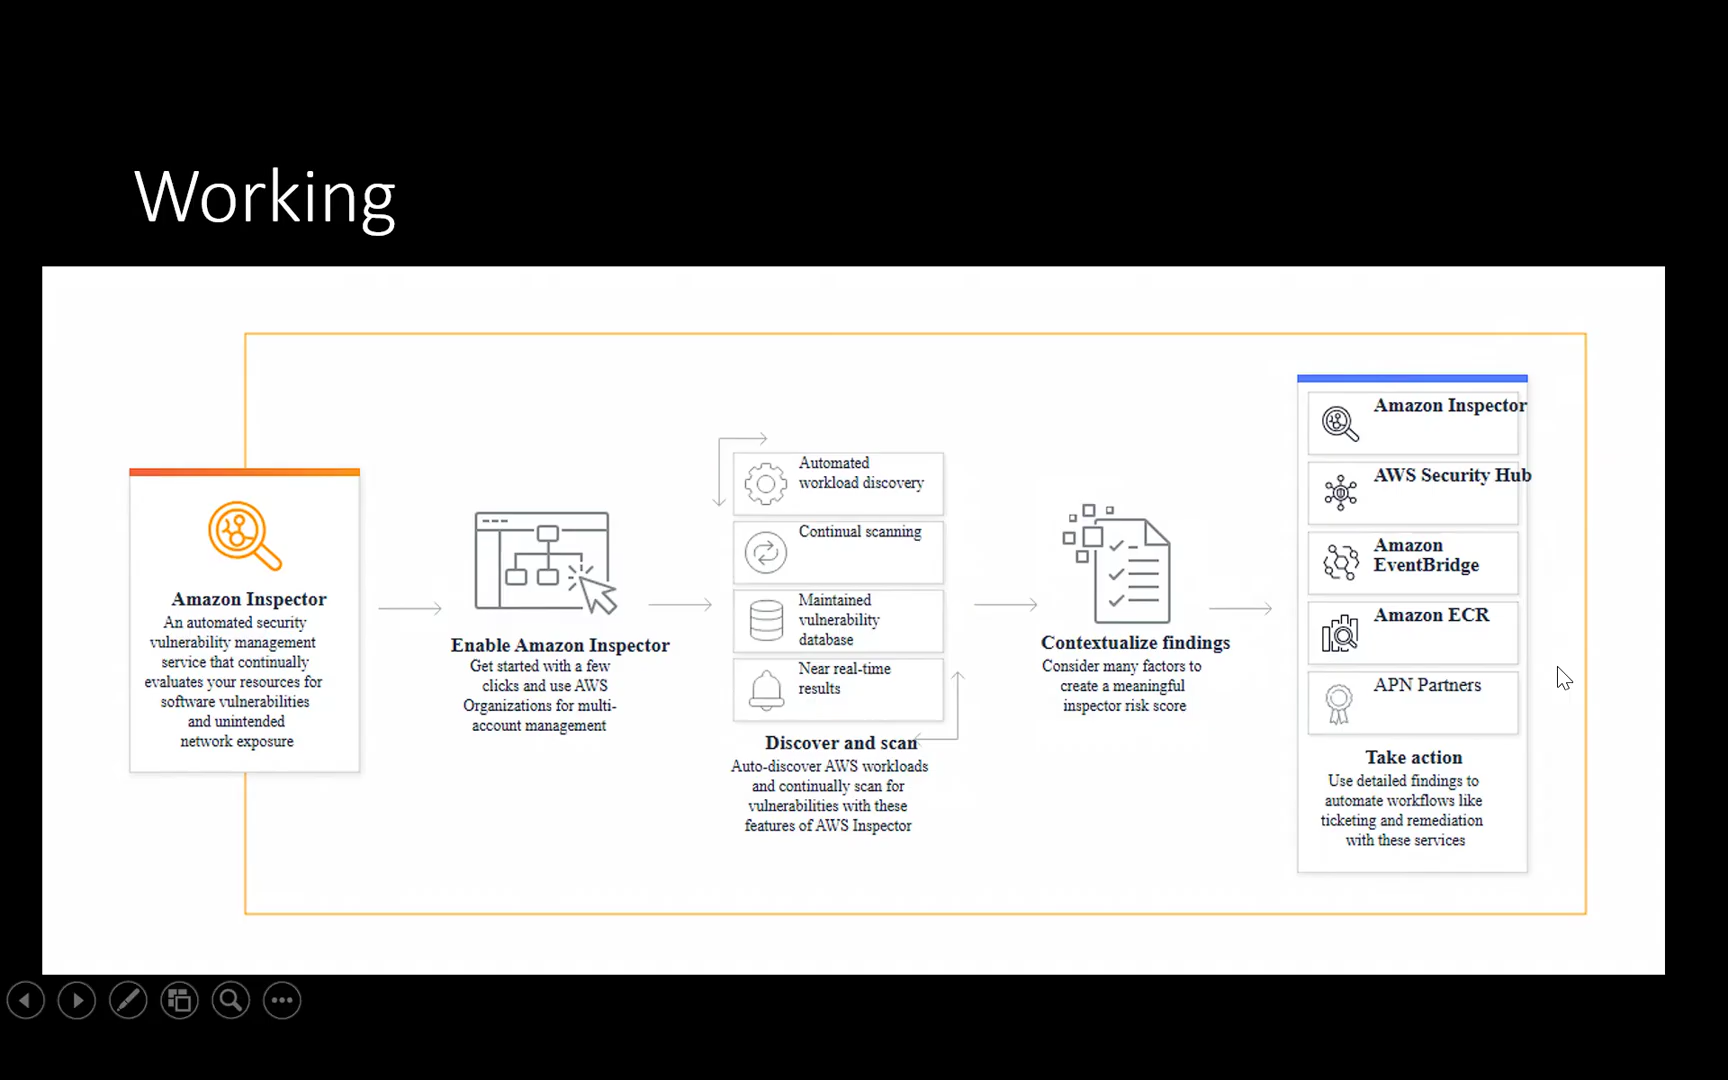 Working
Amazon Inspector
An automated security
vulnerability management
service that continually
evaluates your resources for
software vulnerabilities
and unintended
network exposure
Enable Amazon Inspector
Get started with a few
clicks and use AWS
Organizations for multi-
account management
Automated
workload discovery
Continual scanning
Maintained
vulnerability
database
Near real-time
results
Discover and scan
Auto-discover AWS workloads
and continually scan for
vulnerabilities with these
features of AWS Inspector
Contextualize findings
Consider many factors to
create a meaningful
inspector risk score
Amazon Inspector
AWS Security Hub
Amazon
EventBridge
Amazon ECR
APN Partners
Take action
Use detailed findings to
automate workflows like
ticketing and remediation
with these services